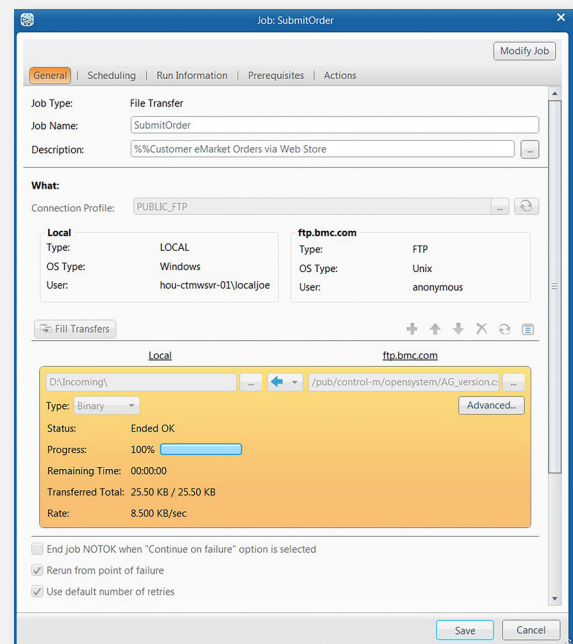 Job: SubmitOrder
Modify Job
General | Scheduling | Run Information | Prerequisites | Actions
Job Type: File Transfer
Job Name: SubmitOrder
Description: %%Customer eMarket Orders via Web Store ...
What:
Connection Profile: PUBLIC_FTP ...
Local ftp.bmc.com
Type: LOCAL Type: FTP
OS Type: Windows OS Type: Unix
User: hou-ctmwsvr-01\localjoe User: anonymous
Fill Transfers
Local ftp.bmc.com
D:\Incoming\ ... /pub/control-m/opensystem/AG_version.c ...
Type: Binary Advanced...
Status: Ended OK
Progress: 100%
Remaining Time: 00:00:00
Transferred Total: 25.50 KB / 25.50 KB
Rate: 8.500 KB/sec
End job NOTOK when "Continue on failure" option is selected
Rerun from point of failure
Use default number of retries
Save Cancel